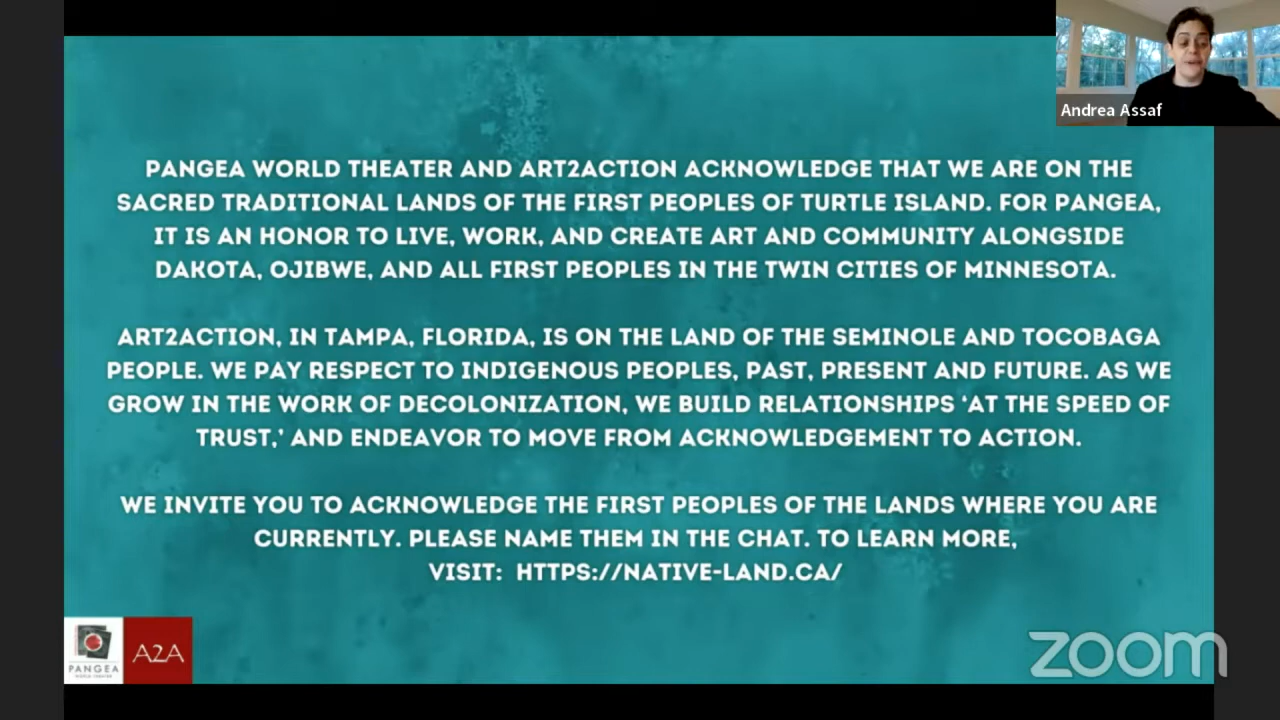 Andrea Assaf
PANGEA WORLD THEATER AND ART2ACTION ACKNOWLEDGE THAT WE ARE ON THE
SACRED TRADITIONAL LANDS OF THE FIRST PEOPLES OF TURTLE ISLAND. FOR PANGEA,
IT IS AN HONOR TO LIVE, WORK, AND CREATE ART AND COMMUNITY ALONGSIDE
DAKOTA, OJIBWE, AND ALL FIRST PEOPLES IN THE TWIN CITIES OF MINNESOTA.
ART2ACTION, IN TAMPA, FLORIDA, IS ON THE LAND OF THE SEMINOLE AND TOCOBAGA
PEOPLE. WE PAY RESPECT TO INDIGENOUS PEOPLES, PAST, PRESENT AND FUTURE. AS WE
GROW IN THE WORK OF DECOLONIZATION, WE BUILD RELATIONSHIPS ‘AT THE SPEED OF
TRUST,’ AND ENDEAVOR TO MOVE FROM ACKNOWLEDGEMENT TO ACTION.
WE INVITE YOU TO ACKNOWLEDGE THE FIRST PEOPLES OF THE LANDS WHERE YOU ARE
CURRENTLY. PLEASE NAME THEM IN THE CHAT. TO LEARN MORE,
VISIT: HTTPS://NATIVE-LAND.CA/
PANGEA
WORLD THEATER
A2A
zoom